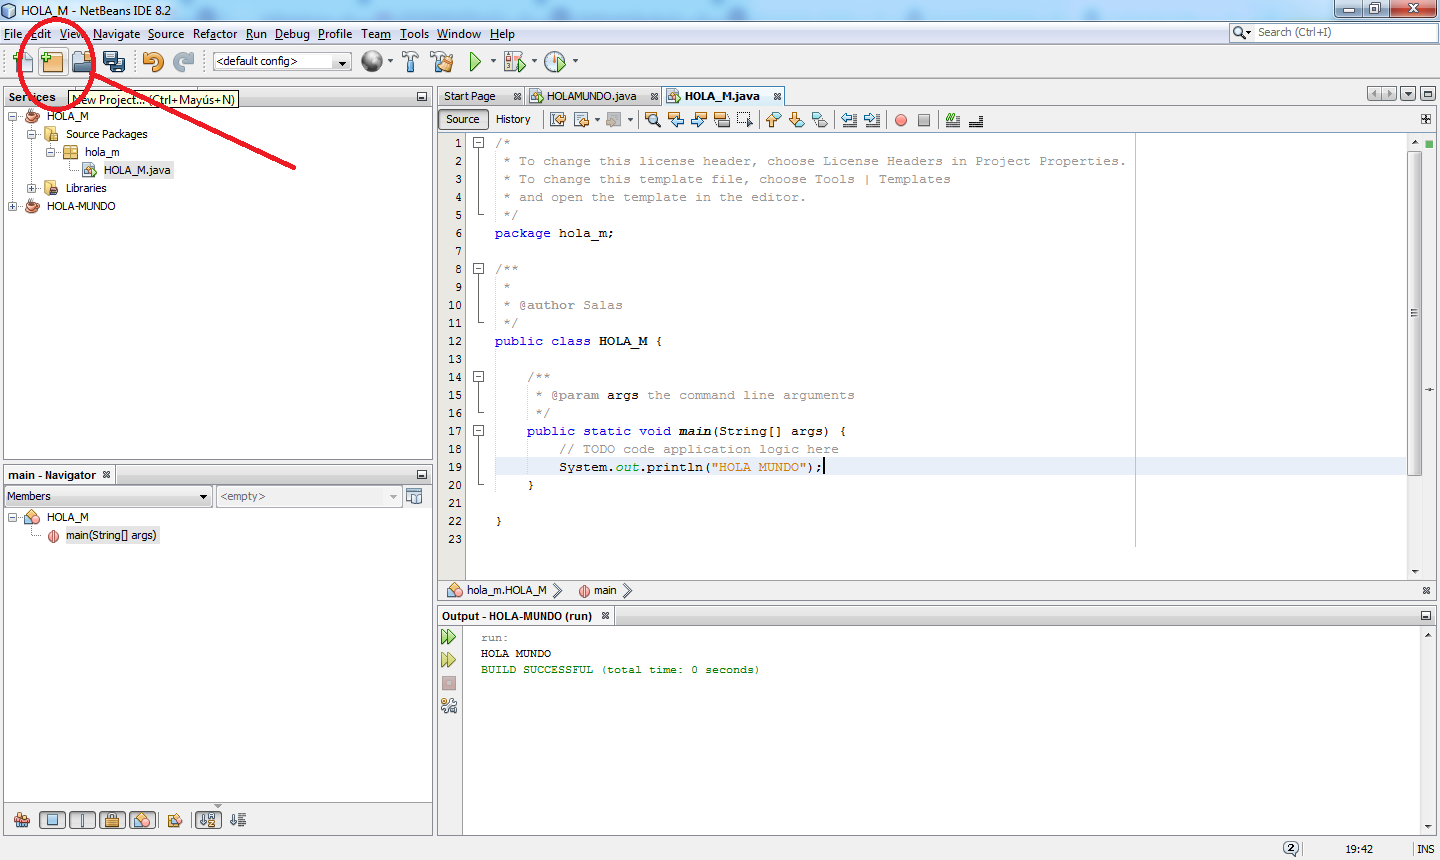 HOLA_M - NetBeans IDE 8.2
File Edit View Navigate Source Refactor Run Debug Profile Team Tools Window Help
Search (Ctrl+I)
<default config>
Services
New Project... (Ctrl+Mayús+N)
HOLA_M
Source Packages
hola_m
HOLA_M.java
Libraries
HOLA-MUNDO
main - Navigator
Members
<empty>
HOLA_M
main(String[] args)
Start Page HOLAMUNDO.java HOLA_M.java
Source History
1 /*
2 * To change this license header, choose License Headers in Project Properties.
3 * To change this template file, choose Tools | Templates
4 * and open the template in the editor.
5 */
6 package hola_m;
7
8 /**
9 *
10 * @author Salas
11 */
12 public class HOLA_M {
13
14 /**
15 * @param args the command line arguments
16 */
17 public static void main(String[] args) {
18 // TODO code application logic here
19 System.out.println("HOLA MUNDO");
20 }
21
22 }
23
hola_m.HOLA_M main
Output - HOLA-MUNDO (run)
run:
HOLA MUNDO
BUILD SUCCESSFUL (total time: 0 seconds)
2 19:42 INS